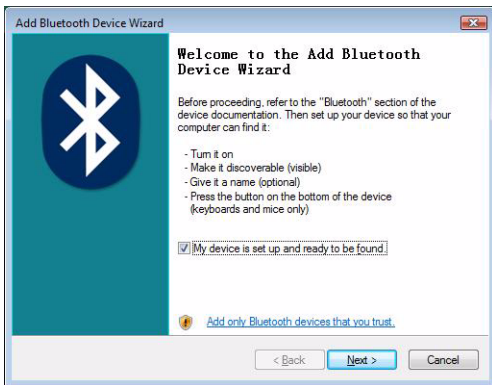 Add Bluetooth Device Wizard
Welcome to the Add Bluetooth
Device Wizard
Before proceeding, refer to the "Bluetooth" section of the
device documentation. Then set up your device so that your
computer can find it:
- Turn it on
- Make it discoverable (visible)
- Give it a name (optional)
- Press the button on the bottom of the device
(keyboards and mice only)
My device is set up and ready to be found.
Add only Bluetooth devices that you trust.
< Back Next > Cancel